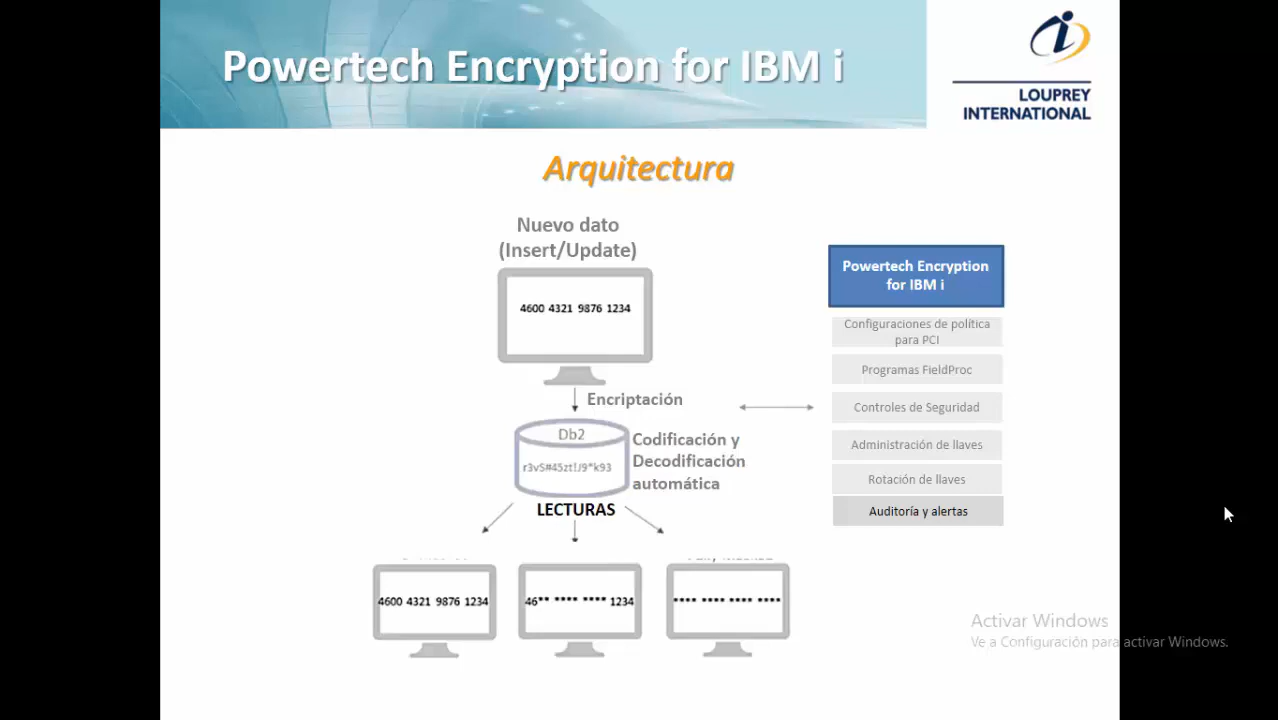 Powertech Encryption for IBM i
LOUPREY
INTERNATIONAL
Arquitectura
Nuevo dato
(Insert/Update)
4600 4321 9876 1234
Encriptación
Db2
r3vS#45zt!J9*k93
Codificación y
Decodificación
automática
LECTURAS
4600 4321 9876 1234
46** **** **** 1234
**** **** **** ****
Powertech Encryption
for IBM i
Configuraciones de política
para PCI
Programas FieldProc
Controles de Seguridad
Administración de llaves
Rotación de llaves
Auditoría y alertas
Activar Windows
Ve a Configuración para activar Windows.